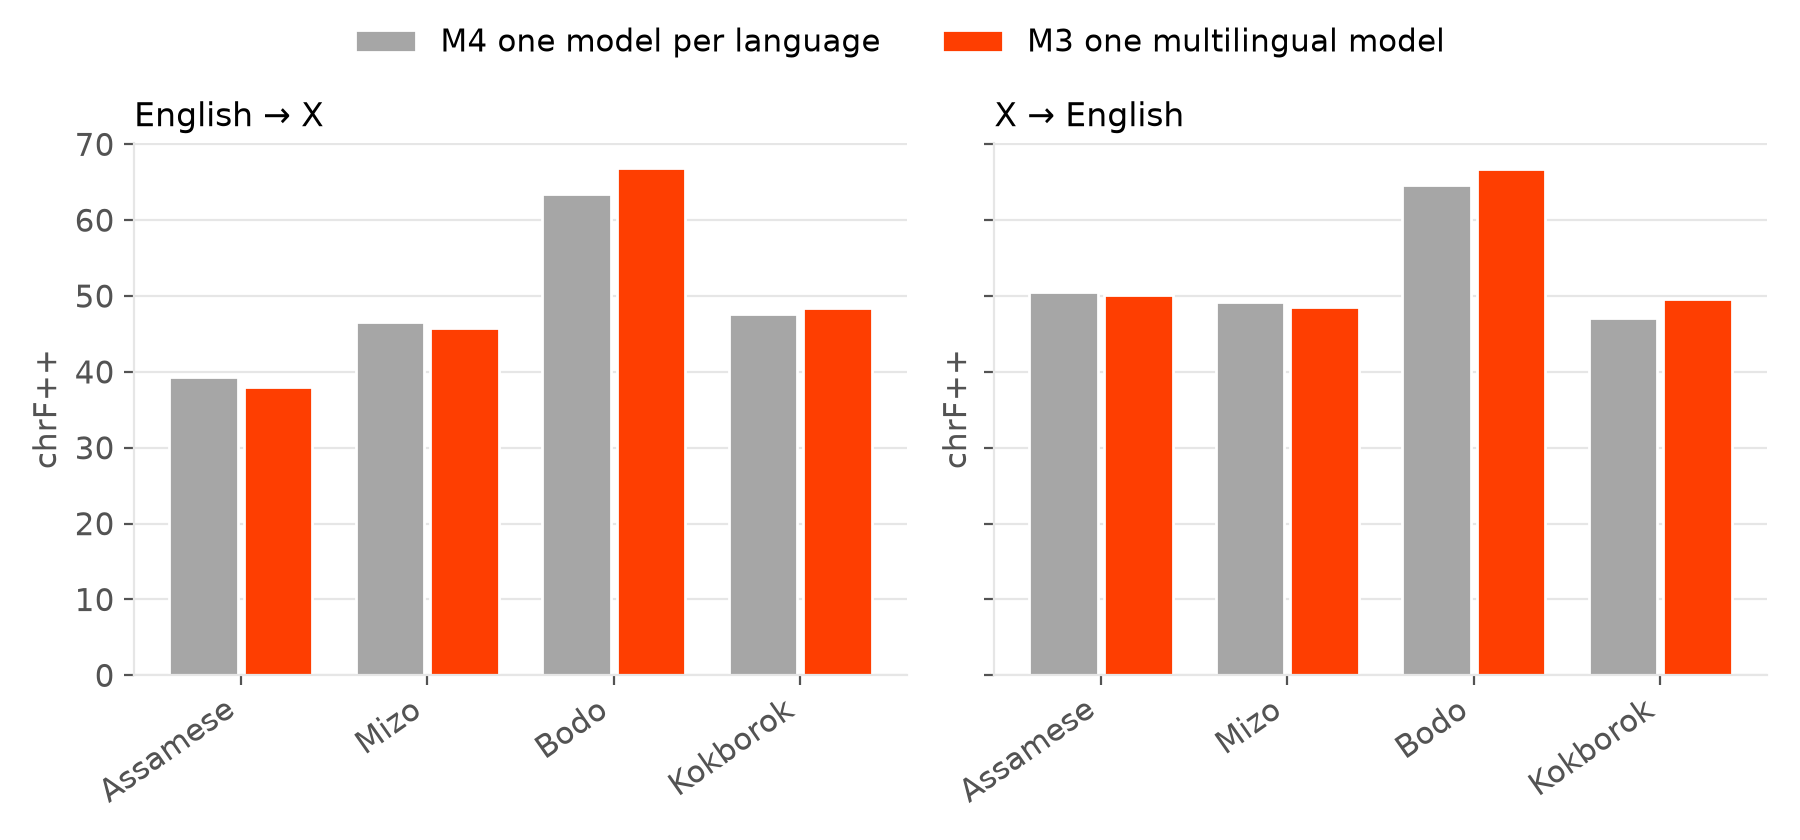 M4 one model per language
M3 one multilingual model
English → X
70
60
50
40
30
20
10
0
chrF++
Assamese
Mizo
Bodo
Kokborok
X → English
chrF++
Assamese
Mizo
Bodo
Kokborok